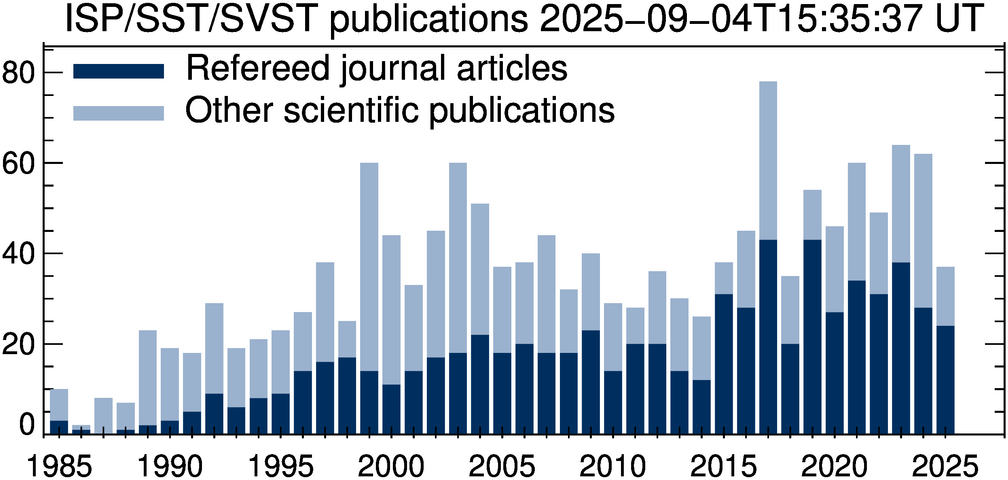 ISP/SST/SVST publications 2025−09−04T15:35:37 UT
Refereed journal articles
Other scientific publications
80
60
40
20
0
1985 1990 1995 2000 2005 2010 2015 2020 2025